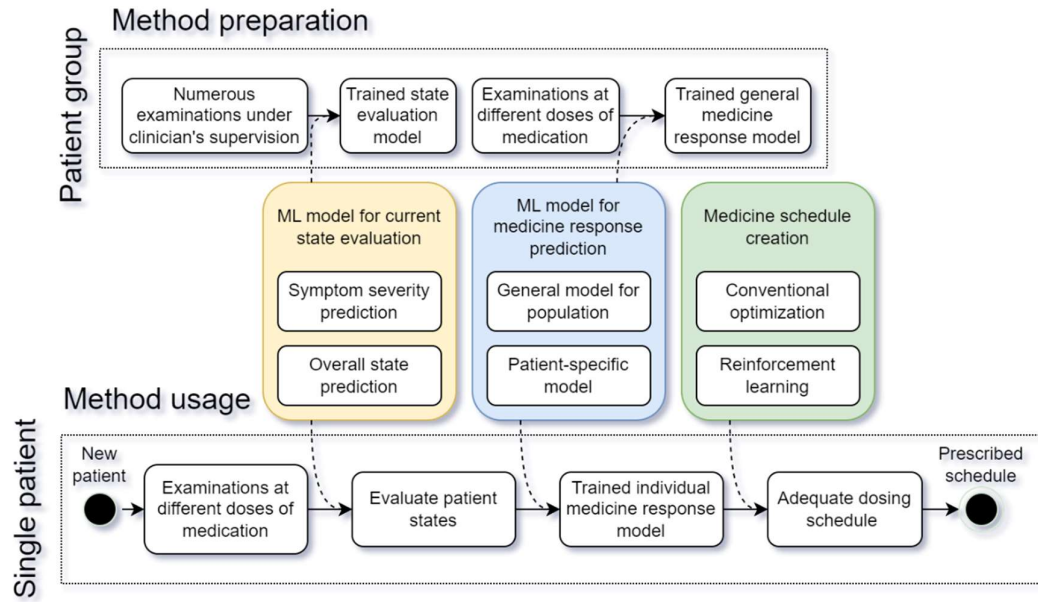 Method preparation
Patient group
Numerous
examinations under
clinician's supervision
Trained state
evaluation
model
Examinations at
different doses of
medication
Trained general
medicine
response model
ML model for current
state evaluation
Symptom severity
prediction
Overall state
prediction
ML model for
medicine response
prediction
General model for
population
Patient-specific
model
Medicine schedule
creation
Conventional
optimization
Reinforcement
learning
Method usage
Single patient
New
patient
Examinations at
different doses of
medication
Evaluate patient
states
Trained individual
medicine response
model
Adequate dosing
schedule
Prescribed
schedule